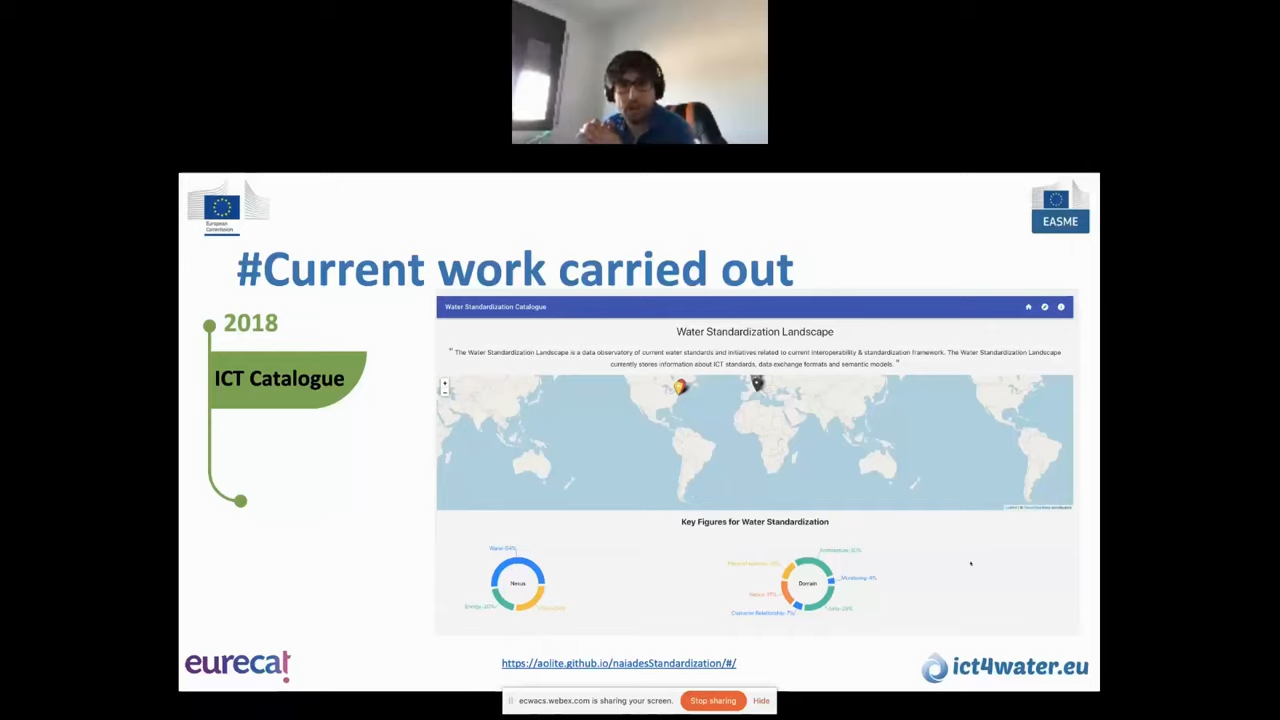 European
Commission
EASME
#Current work carried out
2018
ICT Catalogue
Water Standardization Catalogue
Water Standardization Landscape
" The Water Standardization Landscape is a data observatory of current water standards and initiatives related to current interoperability & standardization framework. The Water Standardization Landscape
currently stores information about ICT standards, data exchange formats and semantic models. "
+
-
Key Figures for Water Standardization
Nexus
Domain
Customer Relationship: 7%
eurecat
https://aolite.github.io/naiadesStandardization/#/
ict4water.eu
ecwacs.webex.com is sharing your screen.
Stop sharing
Hide